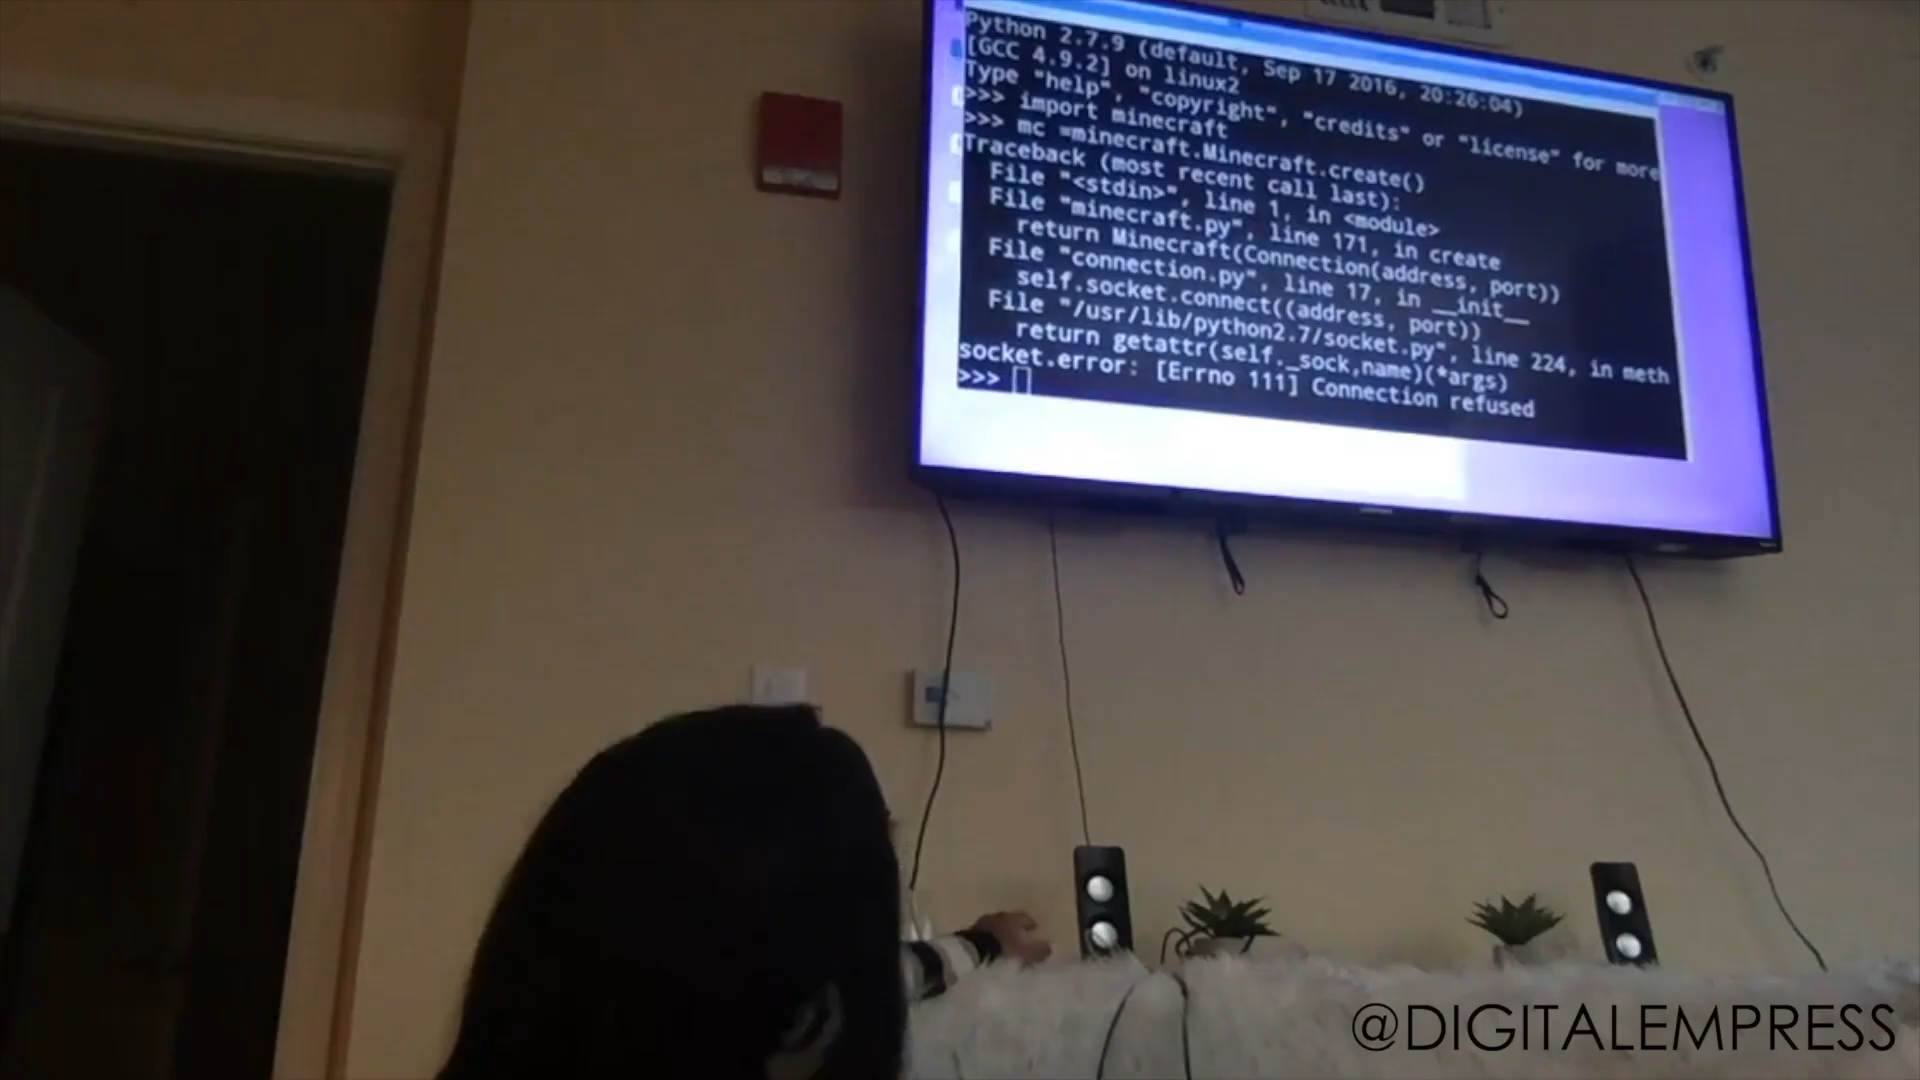 Python 2.7.9 (default, Sep 17 2016, 20:26:04)
[GCC 4.9.2] on linux2
Type "help", "copyright", "credits" or "license" for more
>>> import minecraft
>>> mc =minecraft.Minecraft.create()
Traceback (most recent call last):
File "<stdin>", line 1, in <module>
File "minecraft.py", line 171, in create
return Minecraft(Connection(address, port))
File "connection.py", line 17, in __init__
self.socket.connect((address, port))
File "/usr/lib/python2.7/socket.py", line 224, in meth
return getattr(self._sock,name)(*args)
socket.error: [Errno 111] Connection refused
>>>
@DIGITALEMPRESS